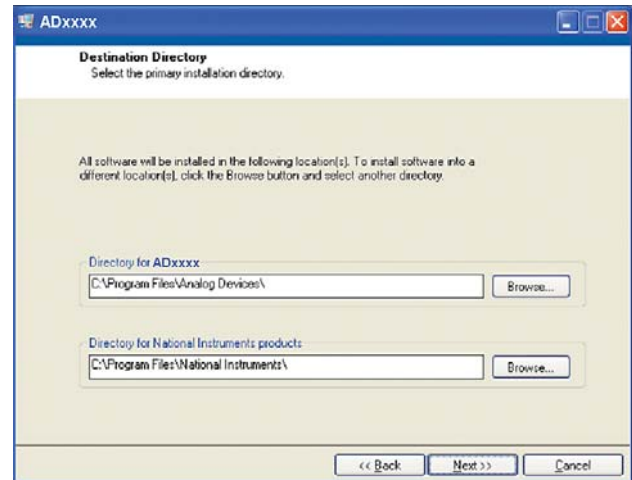 ADxxxx
Destination Directory
Select the primary installation directory.
All software will be installed in the following location(s). To install software into a
different location(s), click the Browse button and select another directory.
Directory for ADxxxx
C:\Program Files\Analog Devices\
Browse...
Directory for National Instruments products
C:\Program Files\National Instruments\
Browse...
<< Back
Next >>
Cancel